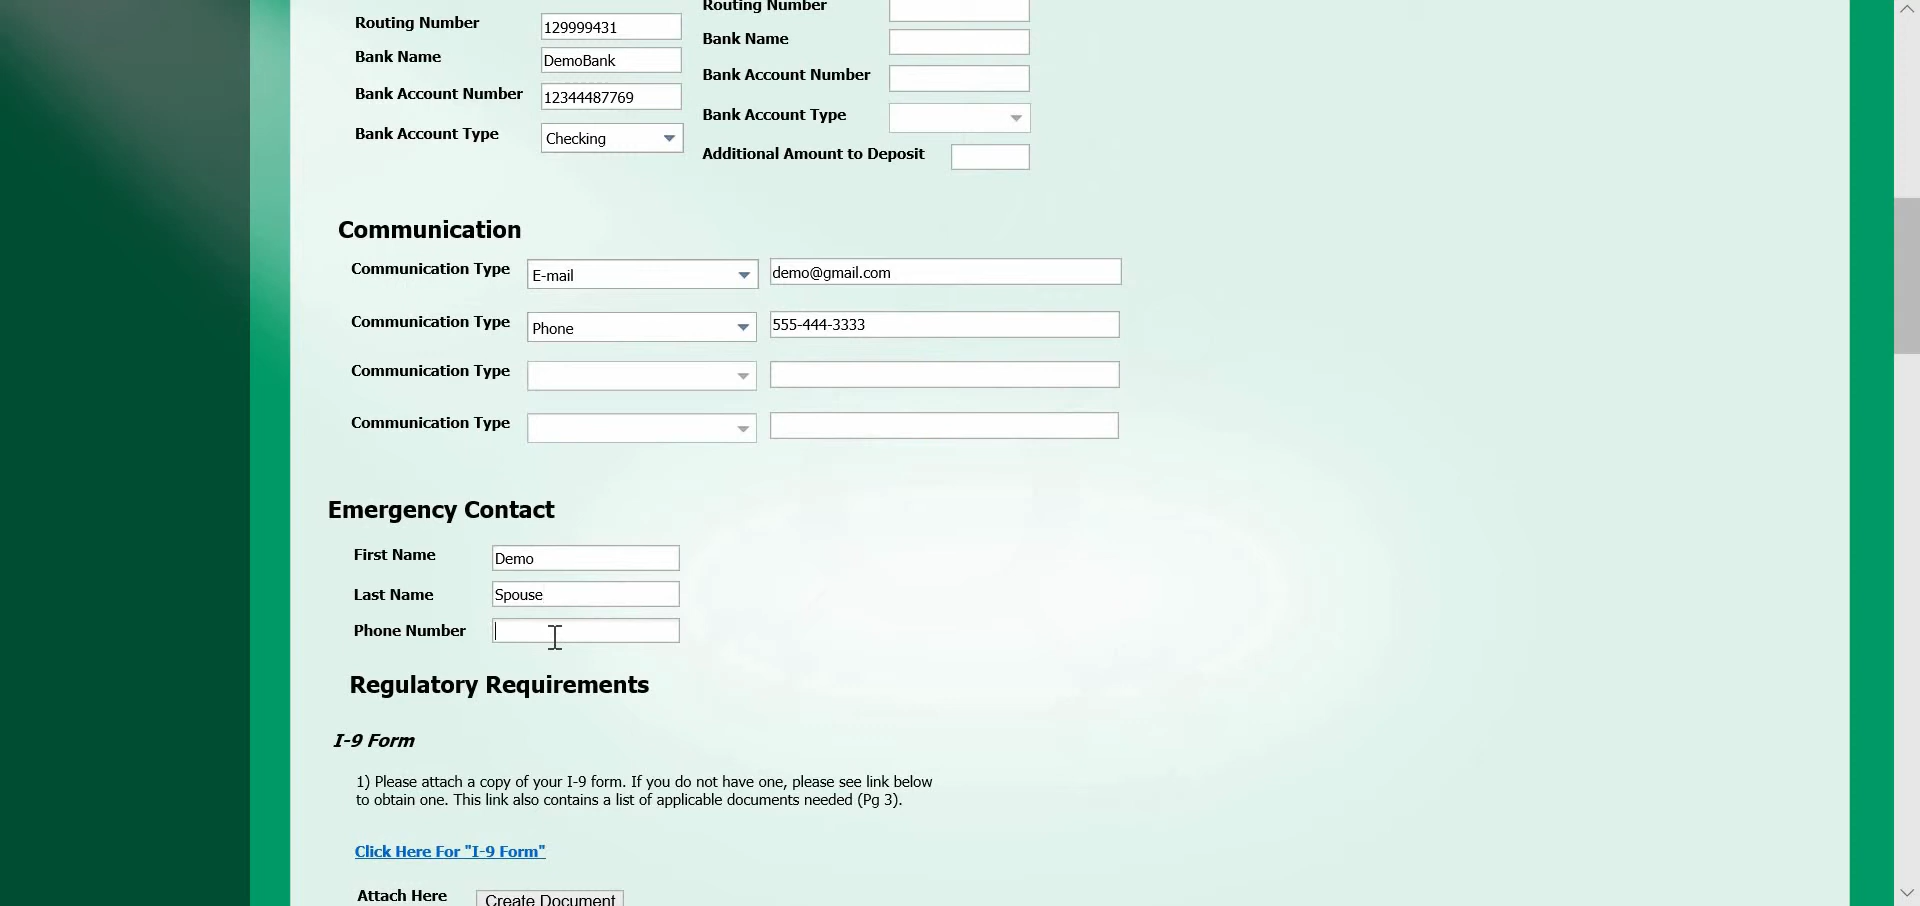 Routing Number 129999431
Routing Number
Bank Name DemoBank
Bank Name
Bank Account Number 12344487769
Bank Account Number
Bank Account Type Checking
Bank Account Type
Additional Amount to Deposit
Communication
Communication Type E-mail demo@gmail.com
Communication Type Phone 555-444-3333
Communication Type
Communication Type
Emergency Contact
First Name Demo
Last Name Spouse
Phone Number
Regulatory Requirements
I-9 Form
1) Please attach a copy of your I-9 form. If you do not have one, please see link below
to obtain one. This link also contains a list of applicable documents needed (Pg 3).
Click Here For "I-9 Form"
Attach Here Create Document